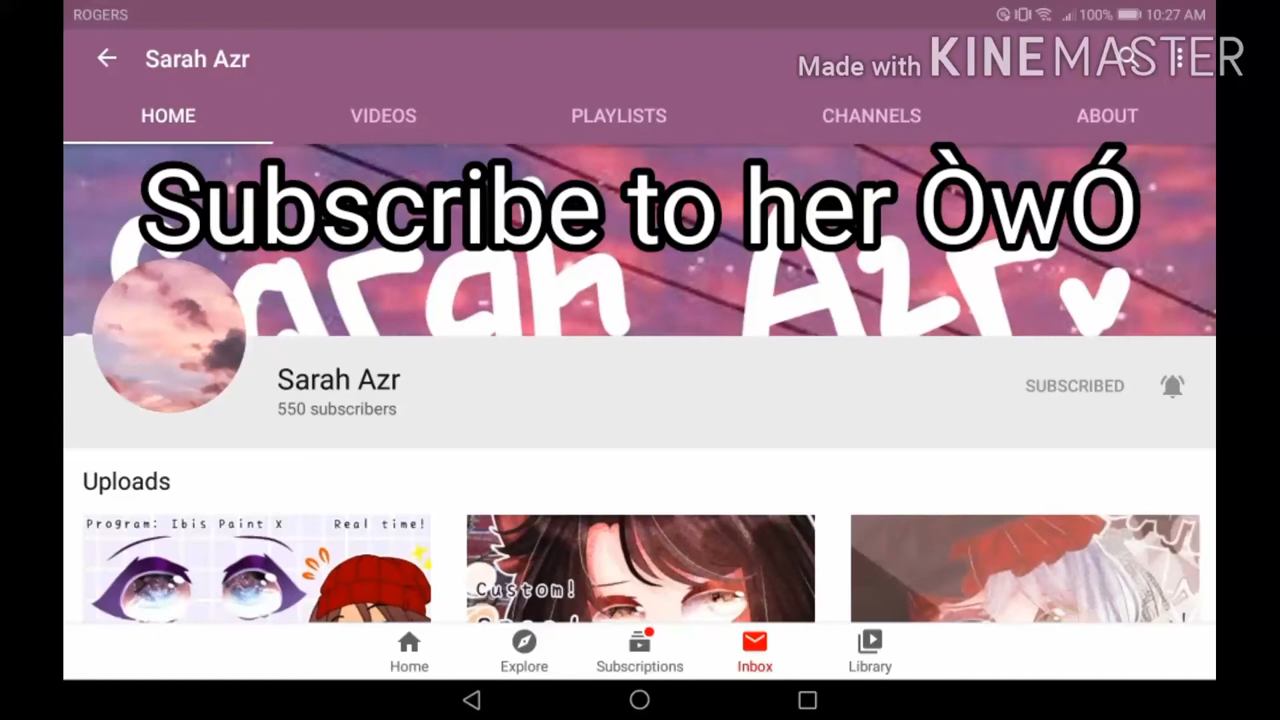 ROGERS
100% 10:27 AM
Sarah Azr
Made with KINEMASTER
HOME VIDEOS PLAYLISTS CHANNELS ABOUT
Subscribe to her ÒwÓ
Sarah Azr
Sarah Azr
550 subscribers
SUBSCRIBED
Uploads
Program: Ibis Paint X Real time!
Custom!
Home Explore Subscriptions Inbox Library